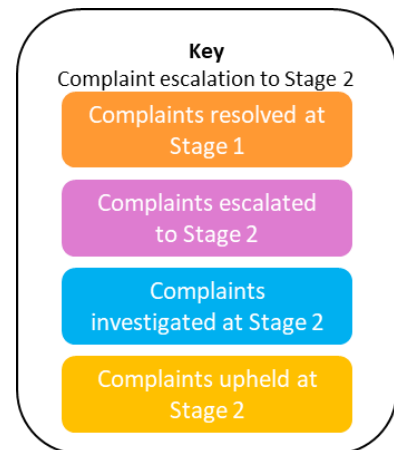 Key
Complaint escalation to Stage 2
Complaints resolved at
Stage 1
Complaints escalated
to Stage 2
Complaints
investigated at Stage 2
Complaints upheld at
Stage 2